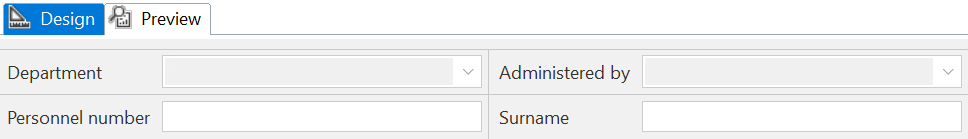 Design Preview
Department Administered by
Personnel number Surname